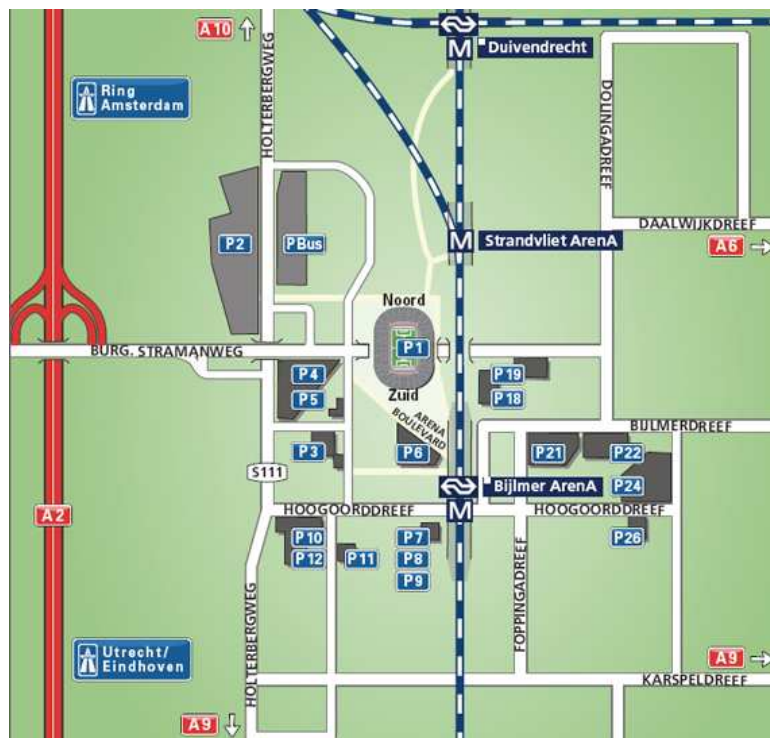 A10
HOLTERBERGWEG
M
Duivendrecht
Ring
Amsterdam
DOLINGADREEF
P2
PBus
M
Strandvliet ArenA
DAALWIJKDREEF
A6
Noord
P1
BURG. STRAMANWEG
P4
P5
Zuid
P19
P18
ARENA
BOULEVARD
BIJLMERDREEF
P3
P6
P21
P22
S111
Bijlmer ArenA
P24
A2
HOOGOORDDREEF
M
HOOGOORDDREEF
P10
P12
P11
P7
P8
P9
P26
FOPPINGADREEF
HOLTERBERGWEG
Utrecht/
Eindhoven
A9
KARSPELDREEF
A9